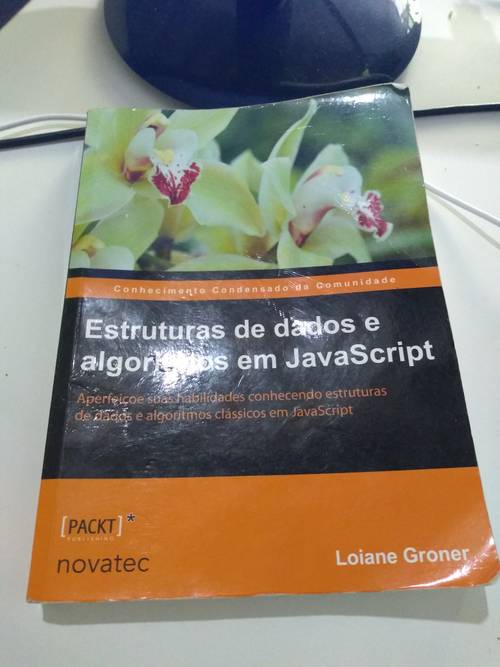 Conhecimento Condensado da Comunidade
Estruturas de dados e
algoritmos em JavaScript
Aperfeiçoe suas habilidades conhecendo estruturas
de dados e algoritmos clássicos em JavaScript
[PACKT]*
PUBLISHING
novatec
Loiane Groner